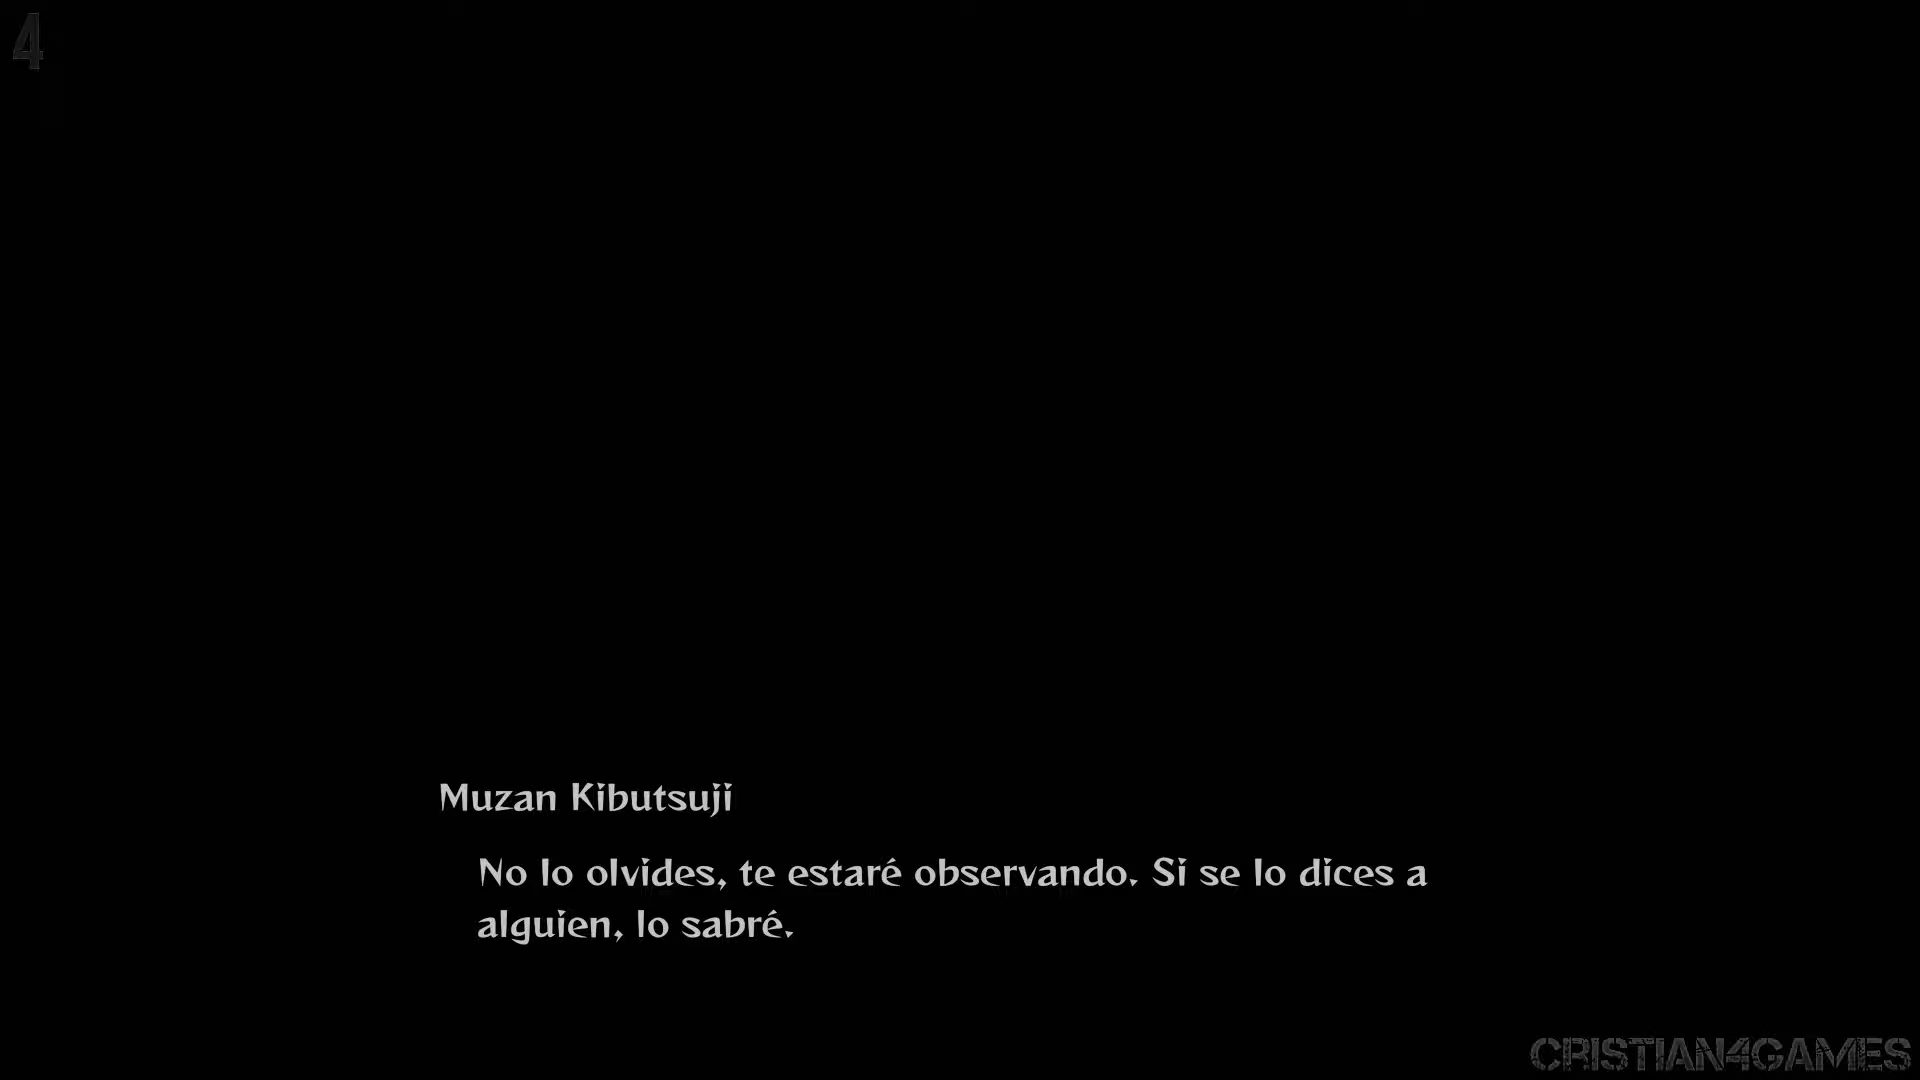 4
Muzan Kibutsuji
No lo olvides, te estaré observando. Si se lo dices a
alguien, lo sabré.
CRISTIAN4GAMES